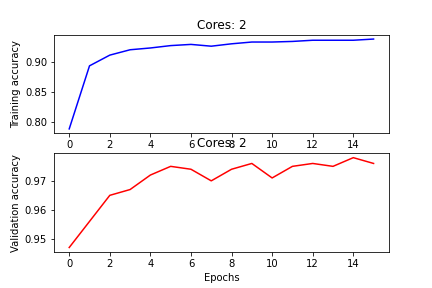 Cores: 2
Training accuracy
0.90
0.85
0.80
0 2 4 6 8 10 12 14
Cores: 2
Validation accuracy
0.97
0.96
0.95
0 2 4 6 8 10 12 14
Epochs